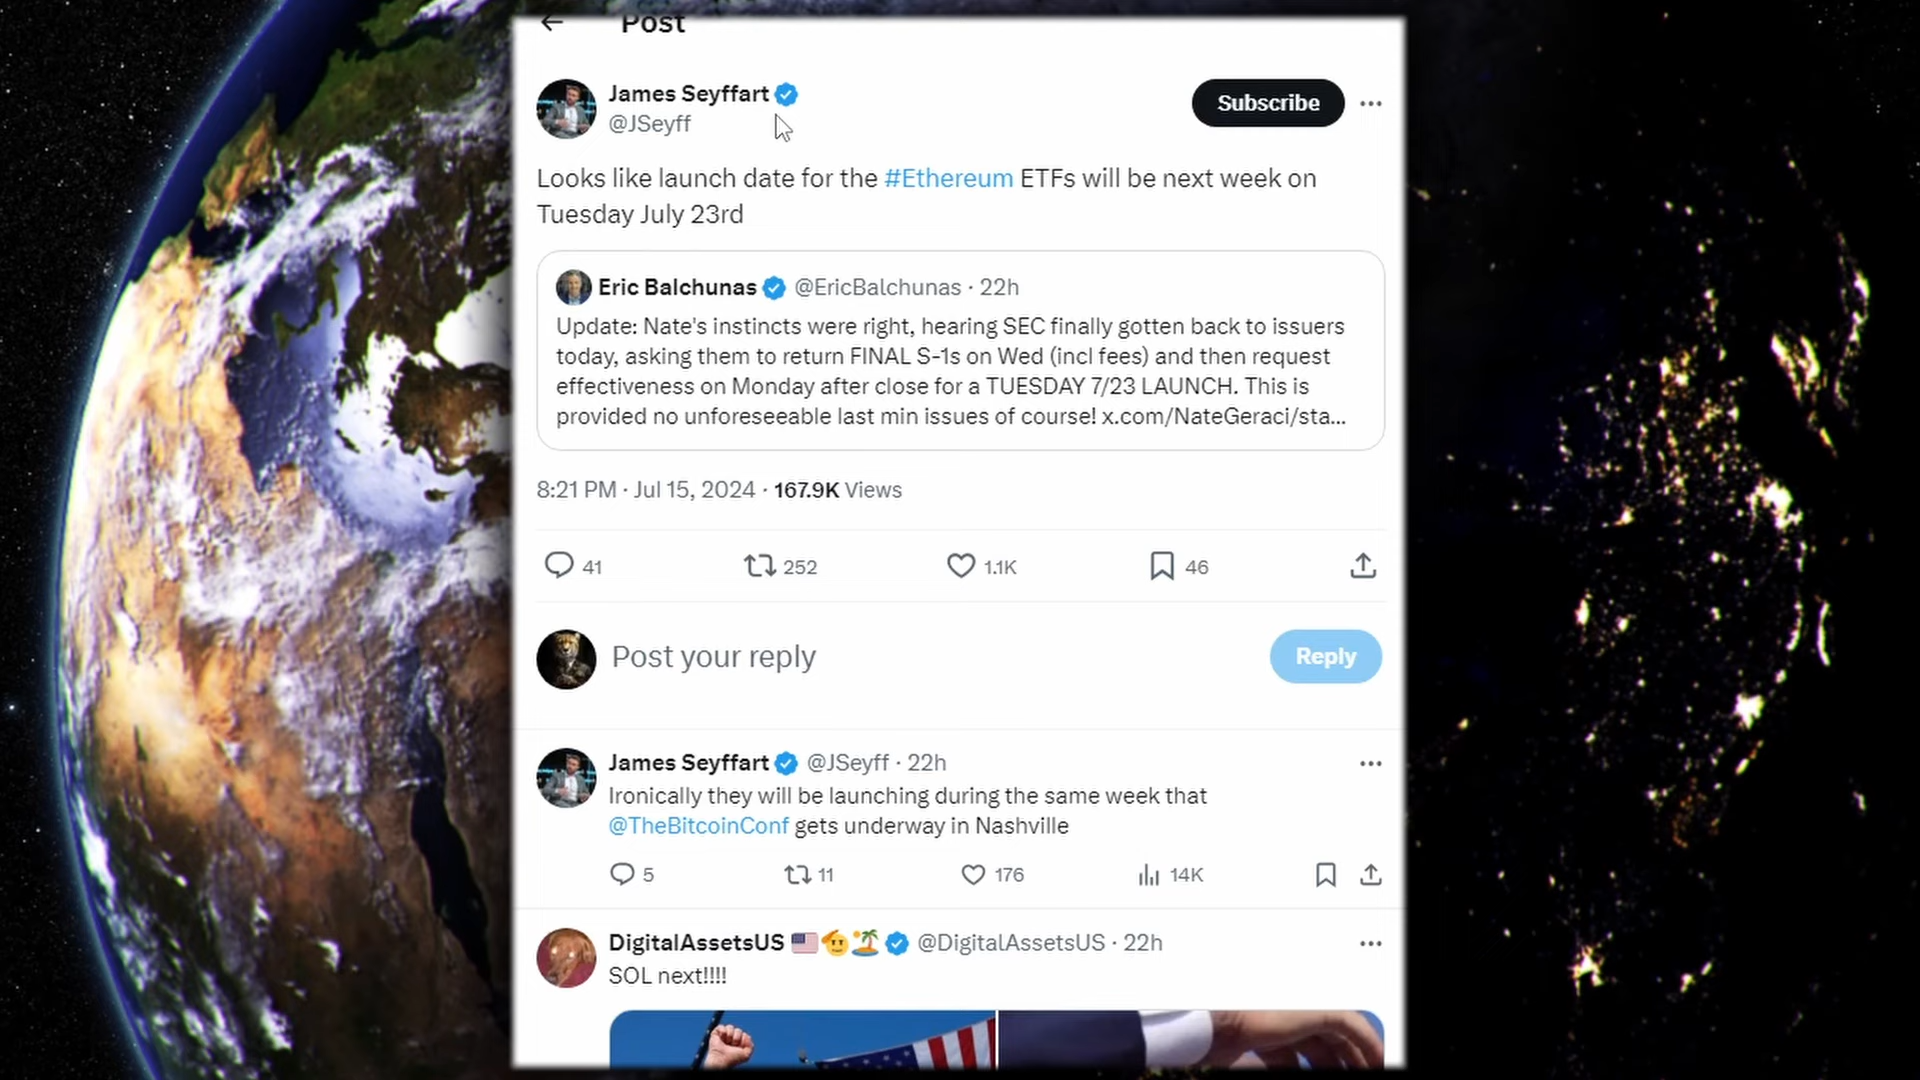 Post
James Seyffart
@JSeyff
Subscribe
Looks like launch date for the #Ethereum ETFs will be next week on
Tuesday July 23rd
Eric Balchunas @EricBalchunas · 22h
Update: Nate's instincts were right, hearing SEC finally gotten back to issuers
today, asking them to return FINAL S-1s on Wed (incl fees) and then request
effectiveness on Monday after close for a TUESDAY 7/23 LAUNCH. This is
provided no unforeseeable last min issues of course! x.com/NateGeraci/sta...
8:21 PM · Jul 15, 2024 · 167.9K Views
41 252 1.1K 46
Post your reply
Reply
James Seyffart @JSeyff · 22h
Ironically they will be launching during the same week that
@TheBitcoinConf gets underway in Nashville
5 11 176 14K
DigitalAssetsUS @DigitalAssetsUS · 22h
SOL next!!!!